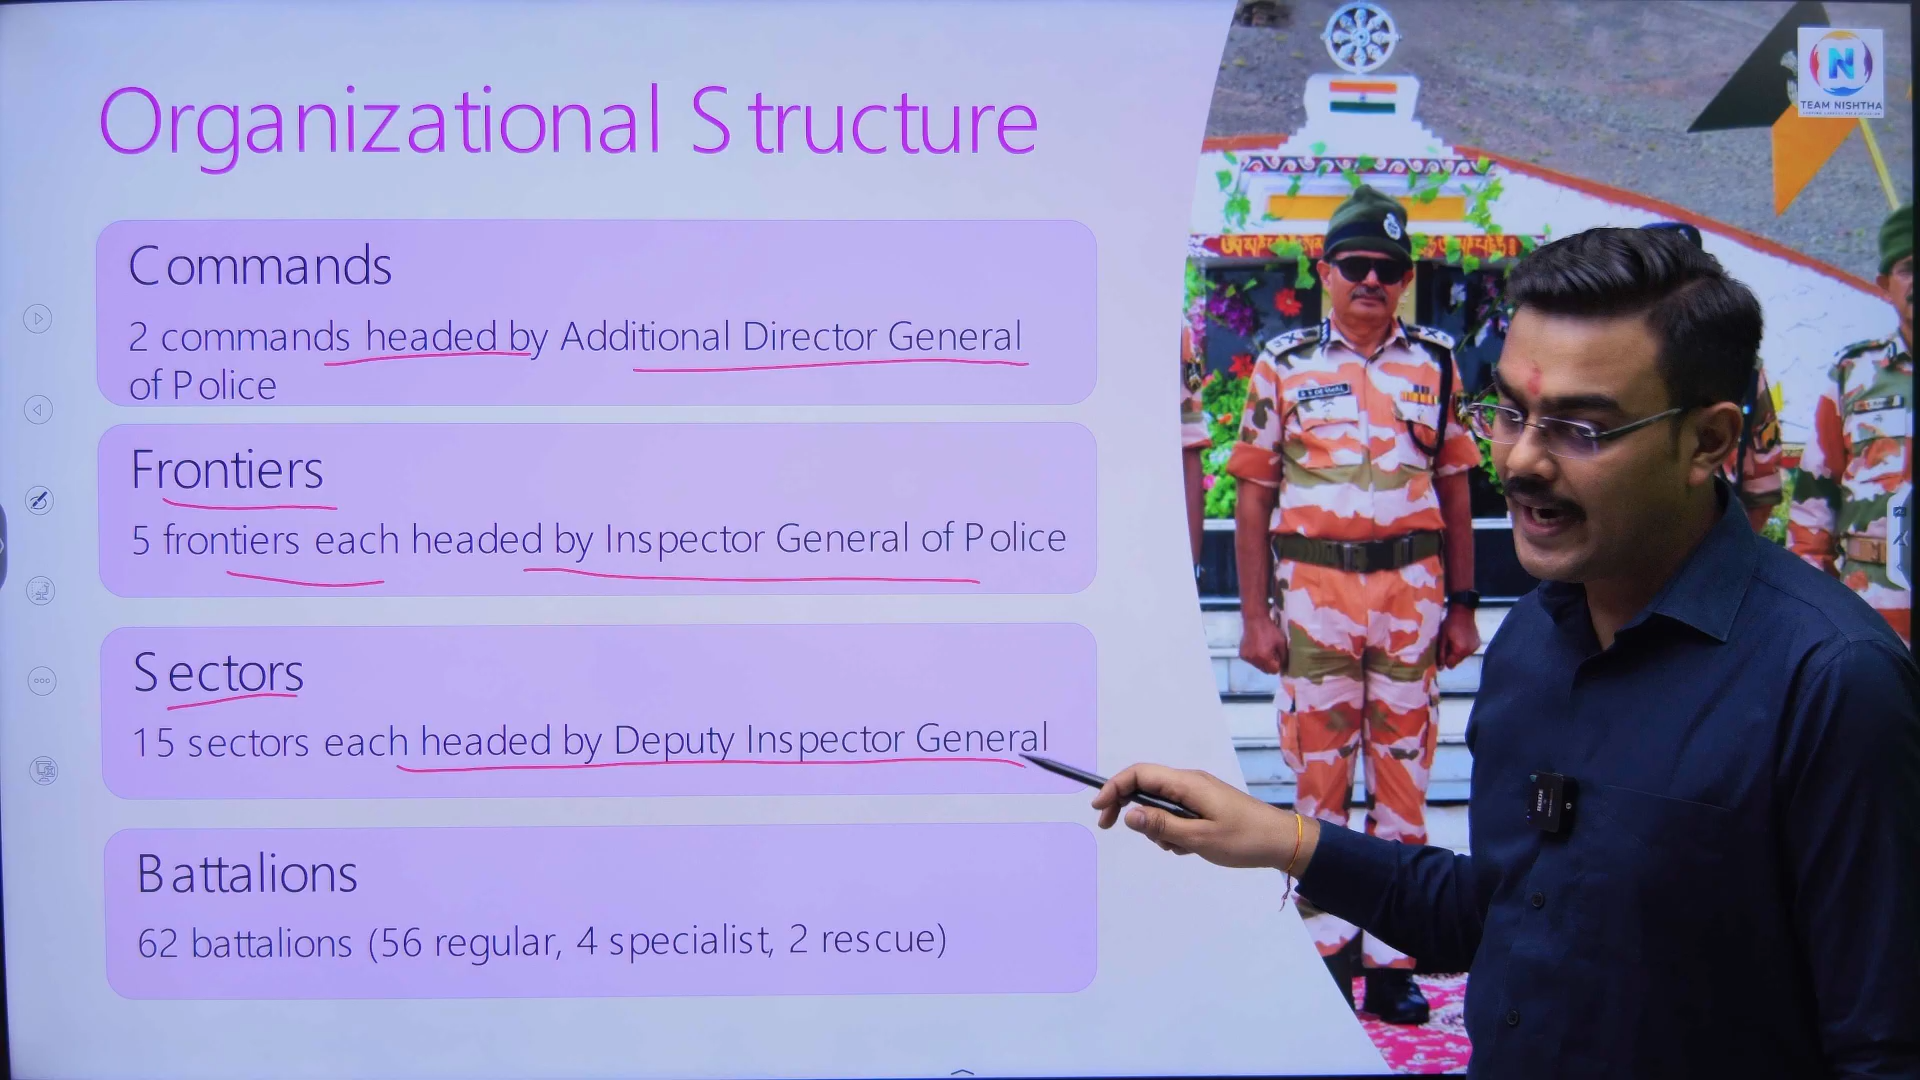 Organizational Structure
Commands
2 commands headed by Additional Director General
of Police
Frontiers
5 frontiers each headed by Inspector General of Police
Sectors
15 sectors each headed by Deputy Inspector General
Battalions
62 battalions (56 regular, 4 specialist, 2 rescue)
N
TEAM NISHTHA
RODE